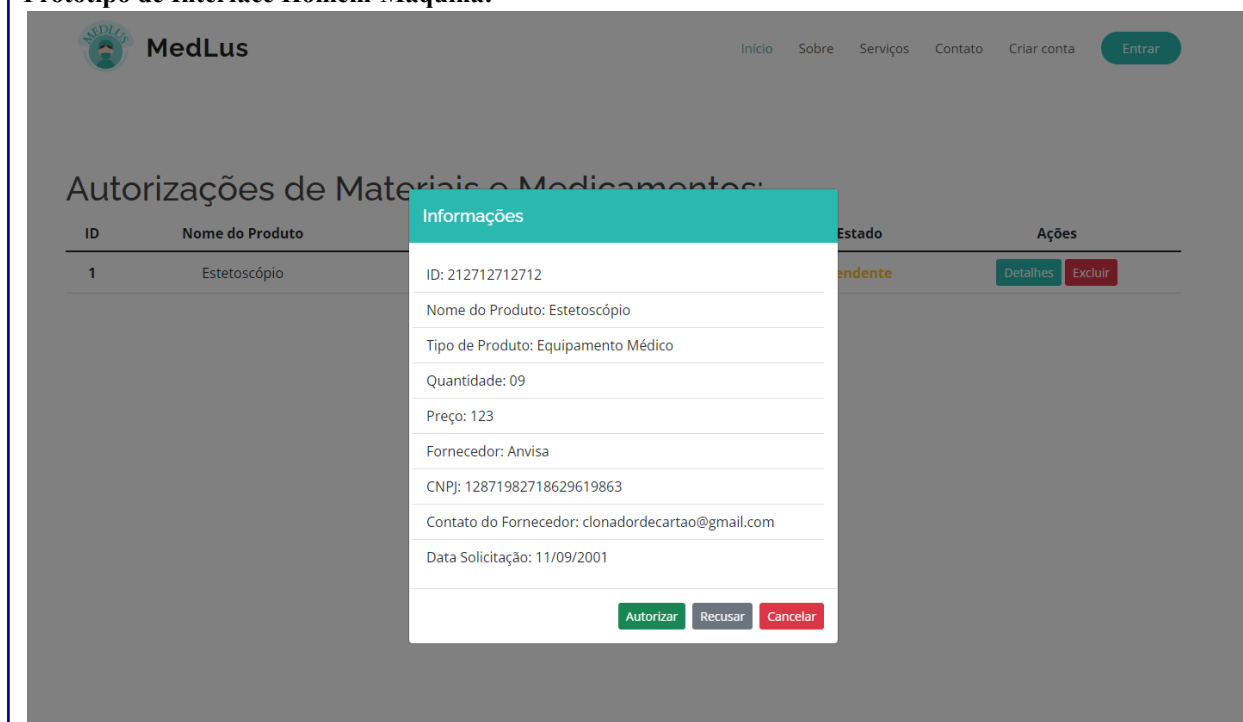 Protótipo de Interface Homem-Máquina:
MEDLUS
MedLus
Início Sobre Serviços Contato Criar conta Entrar
Autorizações de Materiais e Medicamentos:
ID Nome do Produto Estado Ações
1 Estetoscópio endente Detalhes Excluir
Informações
ID: 212712712712
Nome do Produto: Estetoscópio
Tipo de Produto: Equipamento Médico
Quantidade: 09
Preço: 123
Fornecedor: Anvisa
CNPJ: 12871982718629619863
Contato do Fornecedor: clonadordecartao@gmail.com
Data Solicitação: 11/09/2001
Autorizar Recusar Cancelar